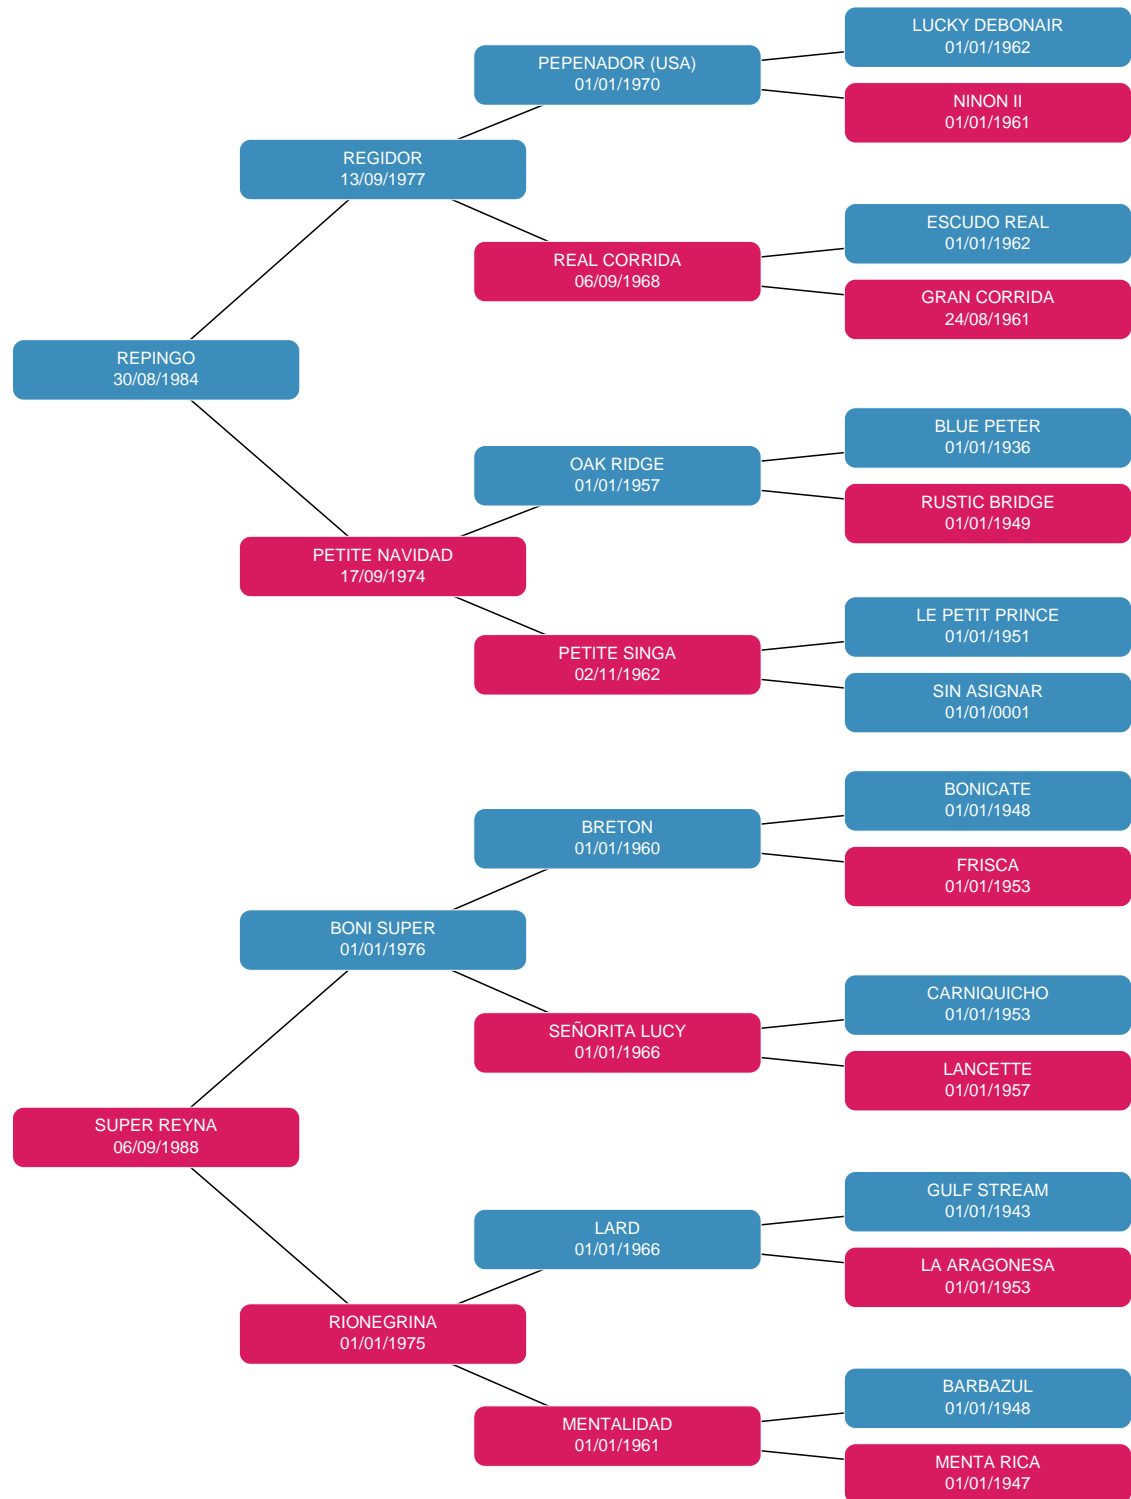 LUCKY DEBONAIR
01/01/1962
PEPENADOR (USA)
01/01/1970
NINON II
01/01/1961
REGIDOR
13/09/1977
ESCUDO REAL
01/01/1962
REAL CORRIDA
06/09/1968
GRAN CORRIDA
24/08/1961
REPINGO
30/08/1984
BLUE PETER
01/01/1936
OAK RIDGE
01/01/1957
RUSTIC BRIDGE
01/01/1949
PETITE NAVIDAD
17/09/1974
LE PETIT PRINCE
01/01/1951
PETITE SINGA
02/11/1962
SIN ASIGNAR
01/01/0001
BONICATE
01/01/1948
BRETON
01/01/1960
FRISCA
01/01/1953
BONI SUPER
01/01/1976
CARNIQUICHO
01/01/1953
SEÑORITA LUCY
01/01/1966
LANCETTE
01/01/1957
SUPER REYNA
06/09/1988
GULF STREAM
01/01/1943
LARD
01/01/1966
LA ARAGONESA
01/01/1953
RIONEGRINA
01/01/1975
BARBAZUL
01/01/1948
MENTALIDAD
01/01/1961
MENTA RICA
01/01/1947